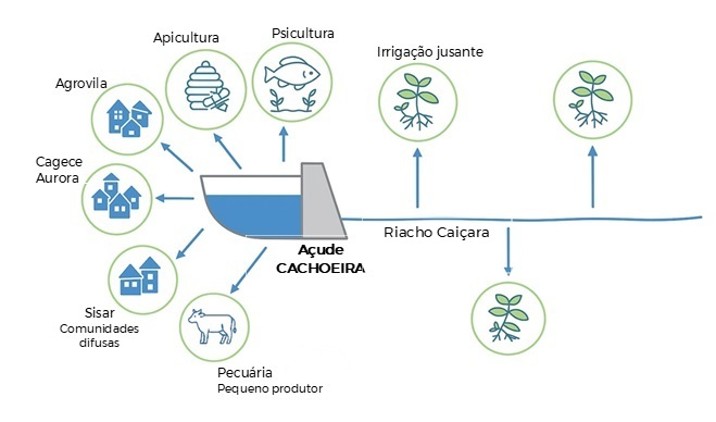 Psicultura
Apicultura
Irrigação jusante
Agrovila
Cagece
Aurora
Riacho Caiçara
Açude
CACHOEIRA
Sisar
Comunidades
difusas
Pecuária
Pequeno produtor